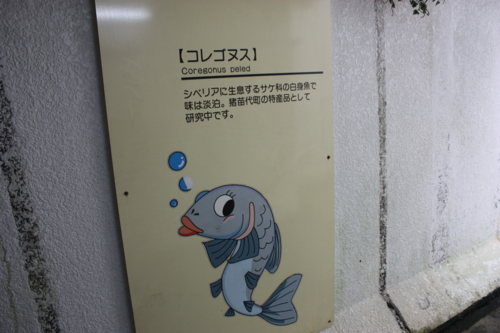 【コレゴヌス】
Coregonus peled
シベリアに生息するサケ科の白身魚で
味は淡泊。猪苗代町の特産品として
研究中です。